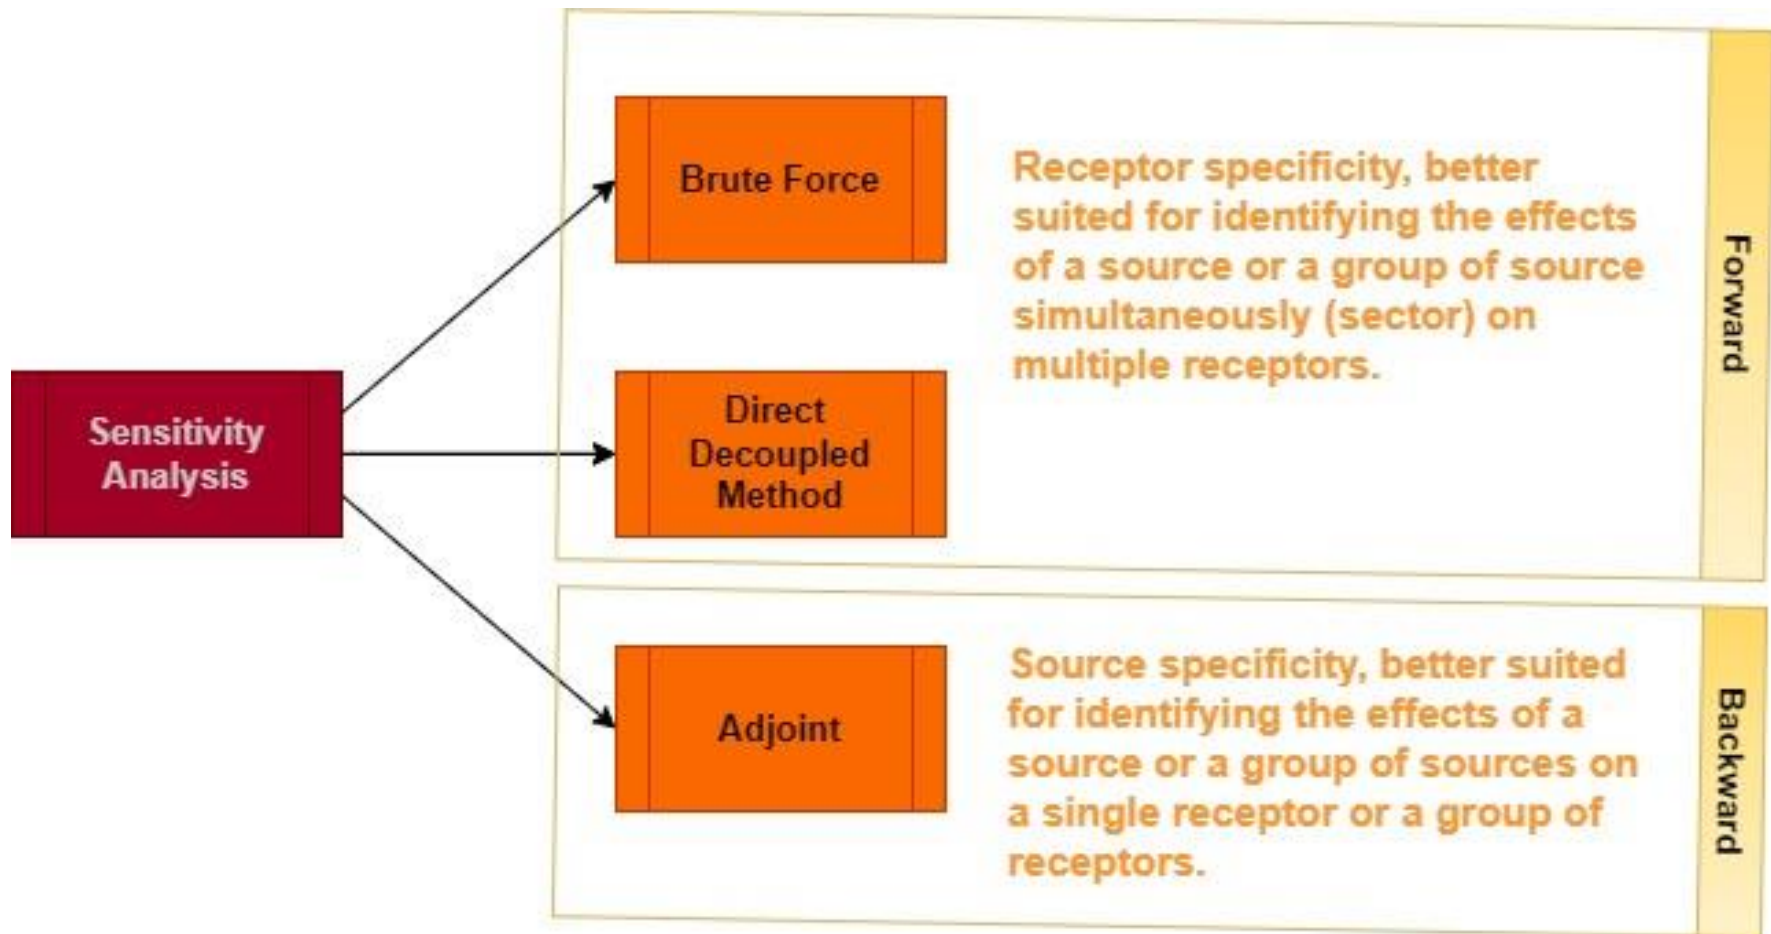 Brute Force
Receptor specificity, better
suited for identifying the effects
of a source or a group of source
simultaneously (sector) on
multiple receptors.
Forward
Sensitivity
Analysis
Direct
Decoupled
Method
Adjoint
Source specificity, better suited
for identifying the effects of a
source or a group of sources on
a single receptor or a group of
receptors.
Backward